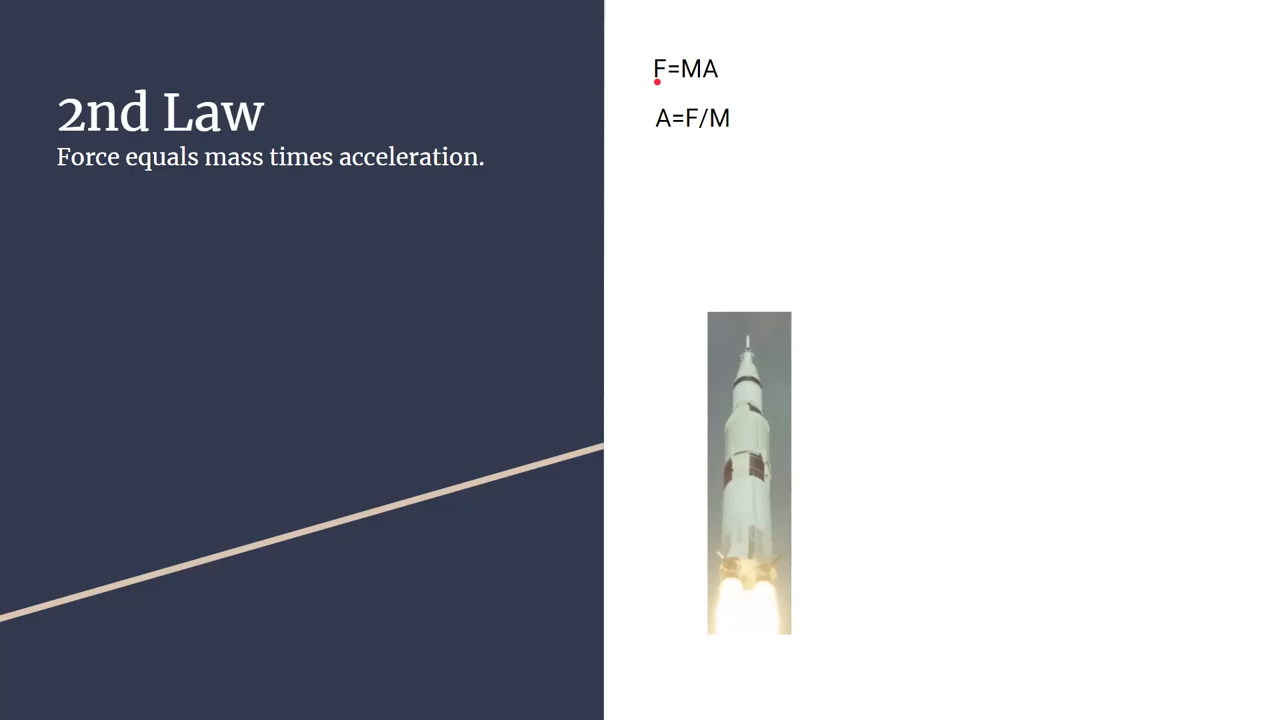 2nd Law
Force equals mass times acceleration.
F=MA
A=F/M